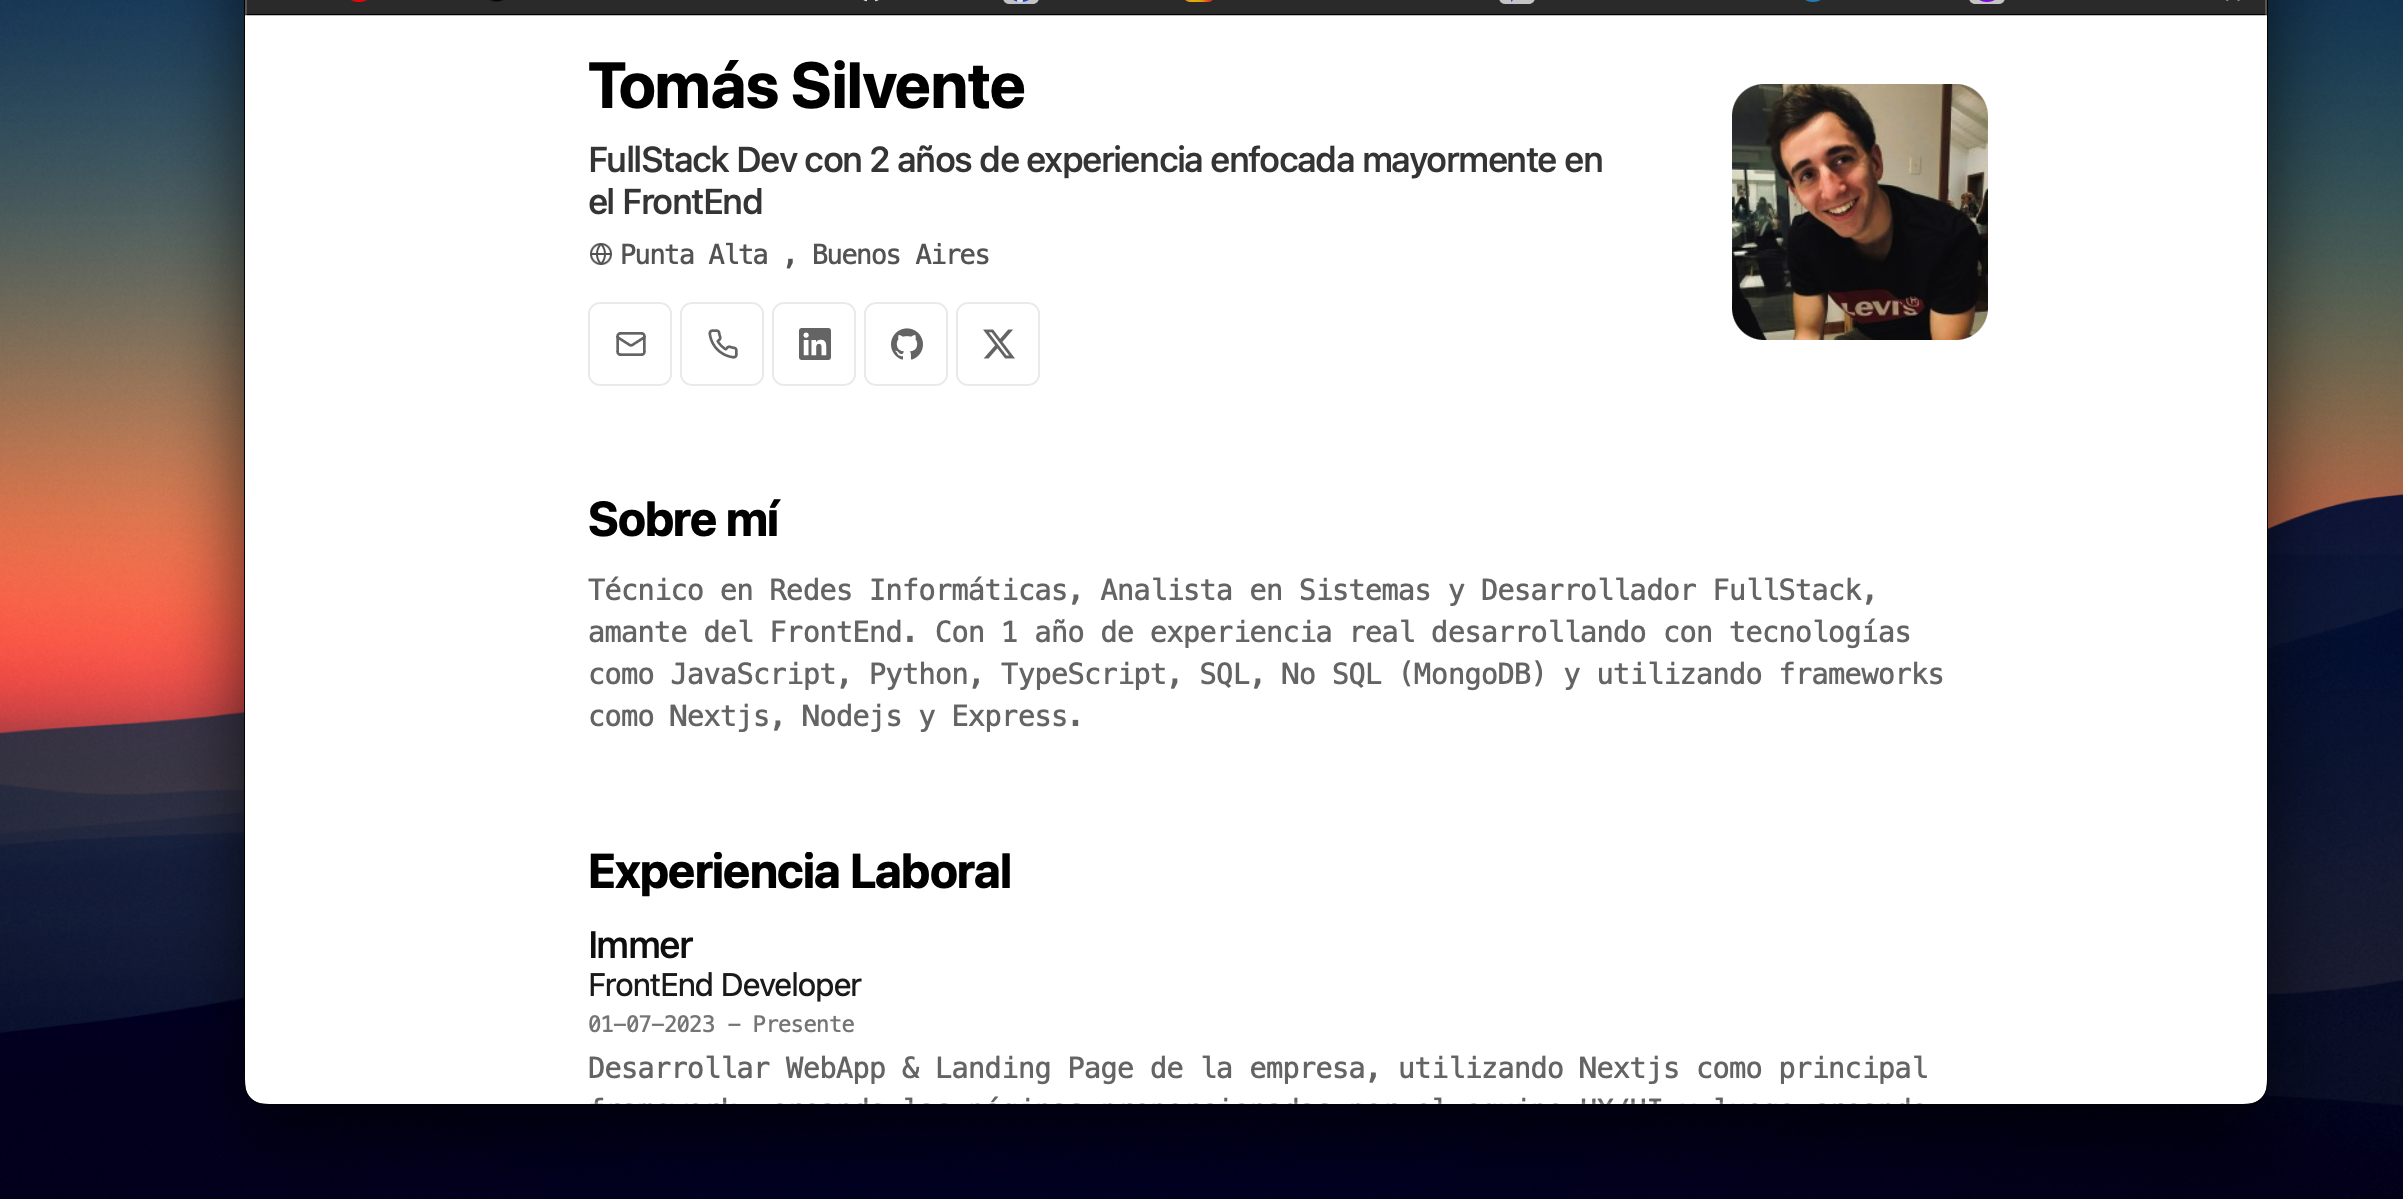 Tomás Silvente
FullStack Dev con 2 años de experiencia enfocada mayormente en
el FrontEnd
Punta Alta , Buenos Aires
in
LEVI'S®
Sobre mí
Técnico en Redes Informáticas, Analista en Sistemas y Desarrollador FullStack,
amante del FrontEnd. Con 1 año de experiencia real desarrollando con tecnologías
como JavaScript, Python, TypeScript, SQL, No SQL (MongoDB) y utilizando frameworks
como Nextjs, Nodejs y Express.
Experiencia Laboral
Immer
FrontEnd Developer
01-07-2023 - Presente
Desarrollar WebApp & Landing Page de la empresa, utilizando Nextjs como principal